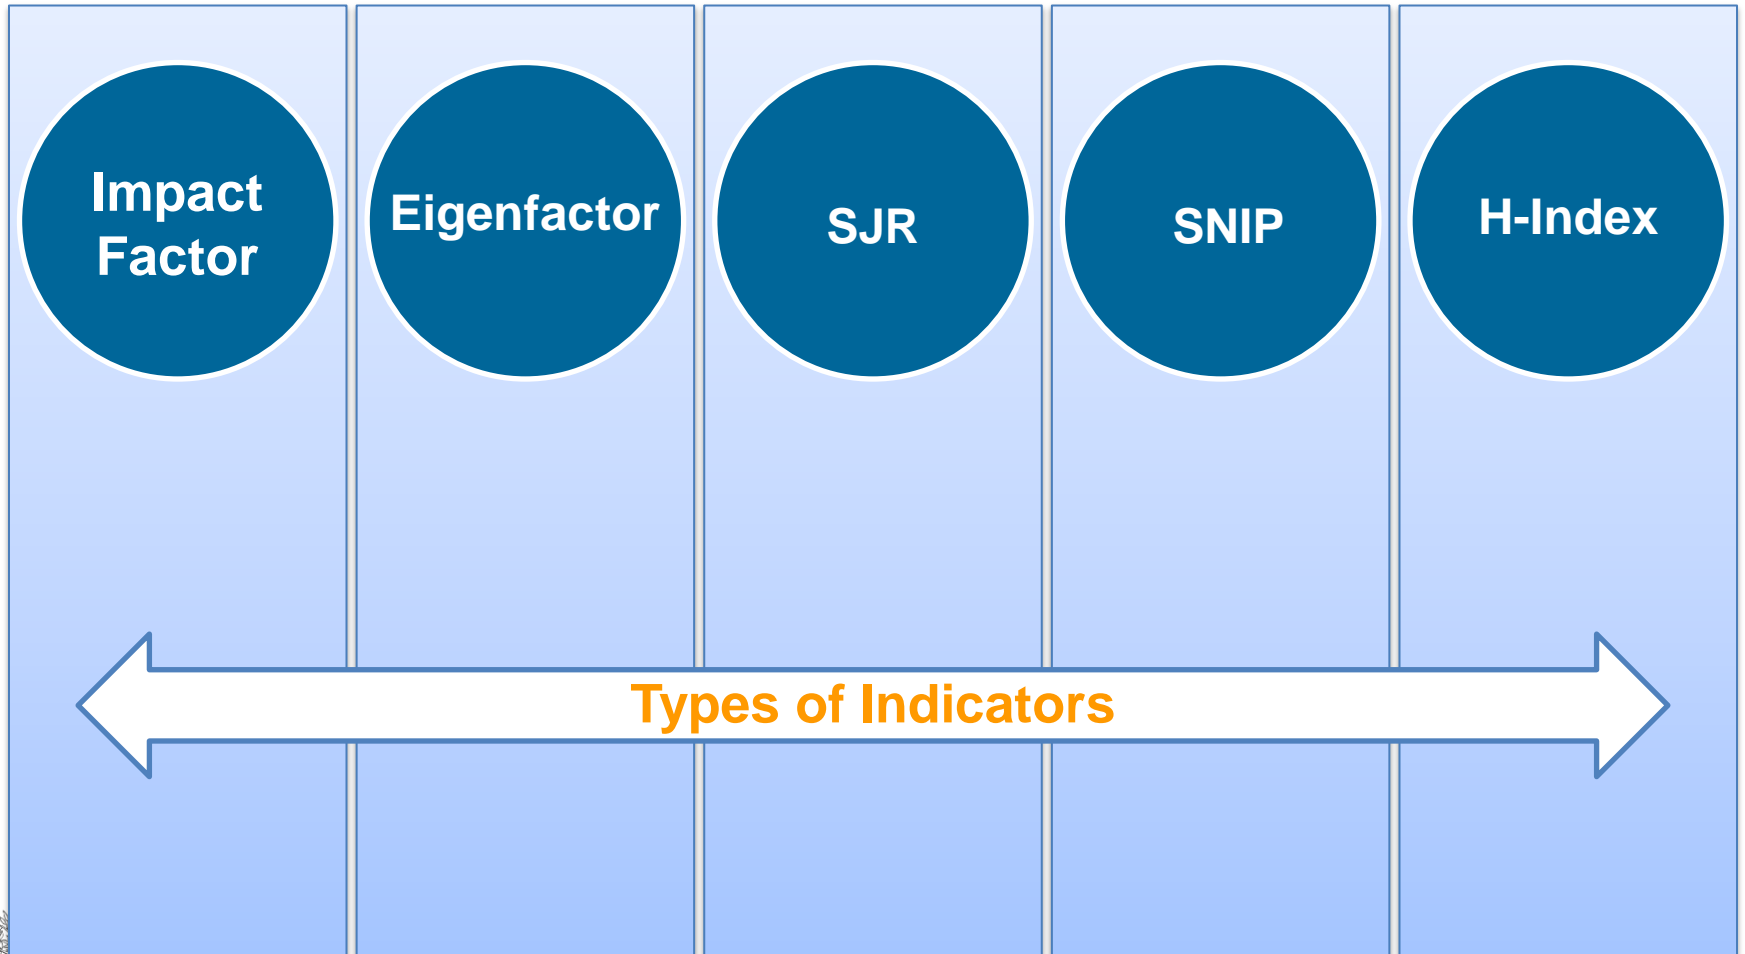 Impact
Factor
Eigenfactor
SJR
SNIP
H-Index
Types of Indicators